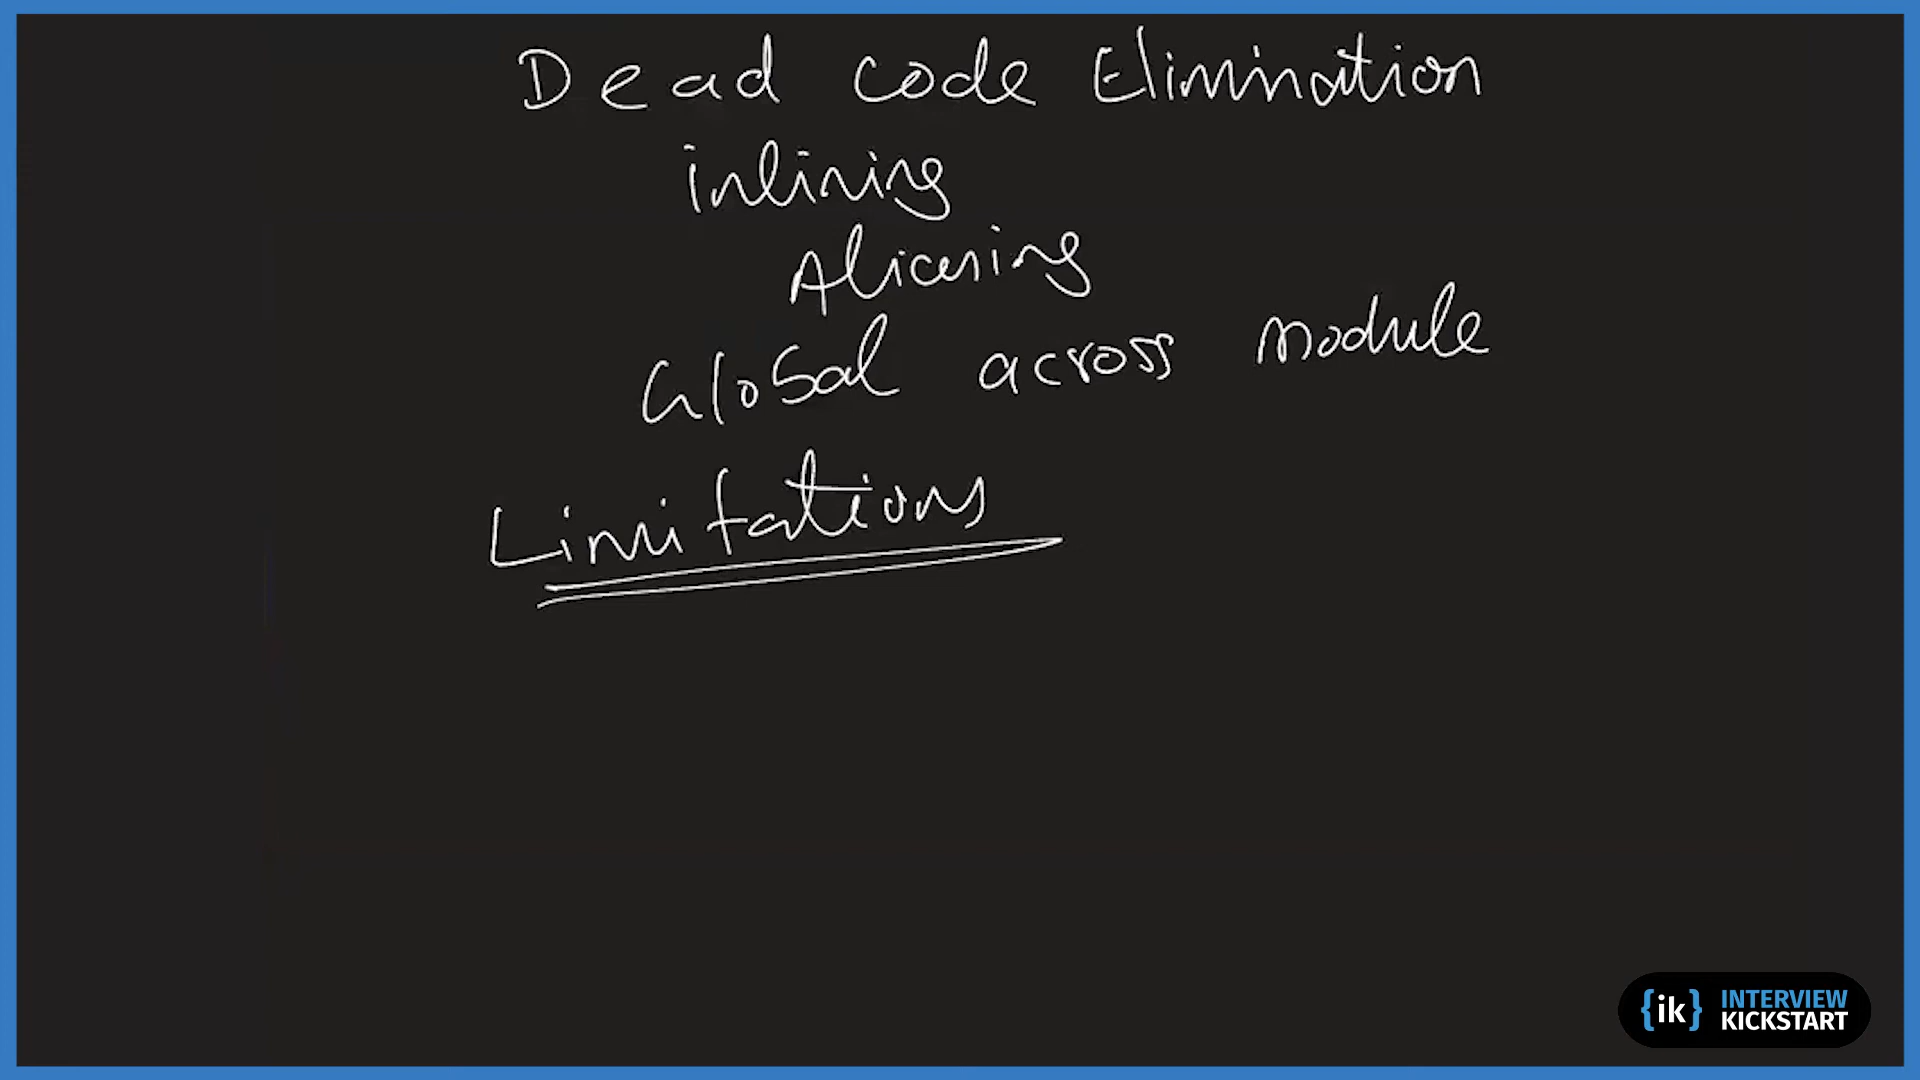 Dead code Elimination
inlining
Aliasing
Global across module
Limitations
{ik} INTERVIEW
KICKSTART